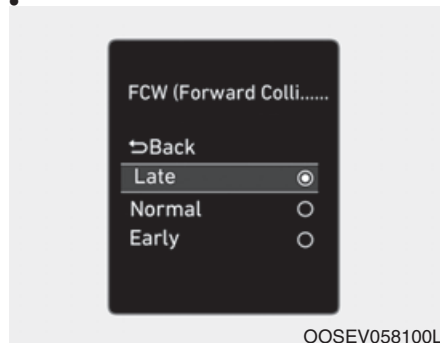 FCW (Forward Colli......
⮌Back
Late
Normal
Early
OOSEV058100L